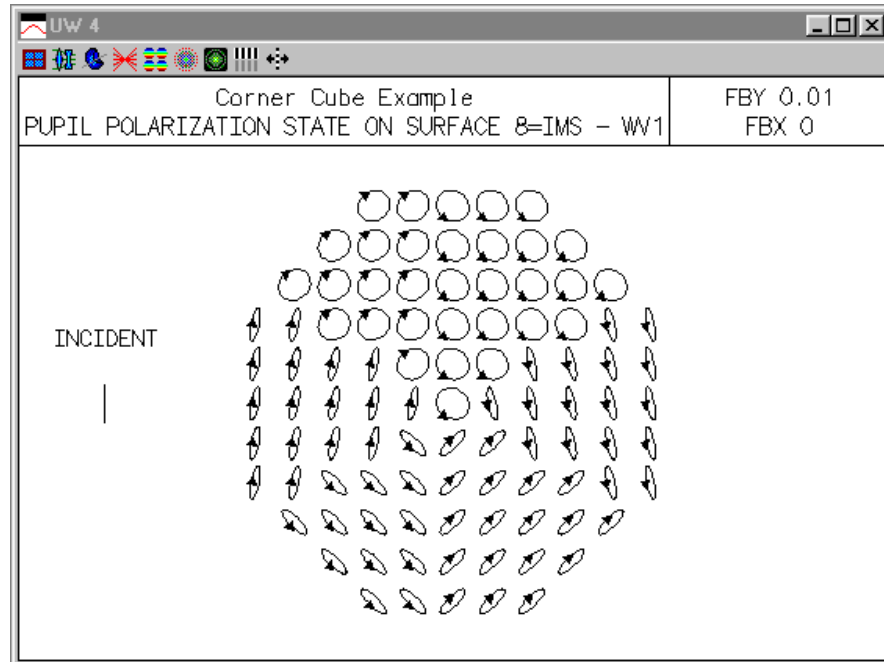 UW 4
Corner Cube Example
PUPIL POLARIZATION STATE ON SURFACE 8=IMS - WV1
FBY 0.01
FBX 0
INCIDENT